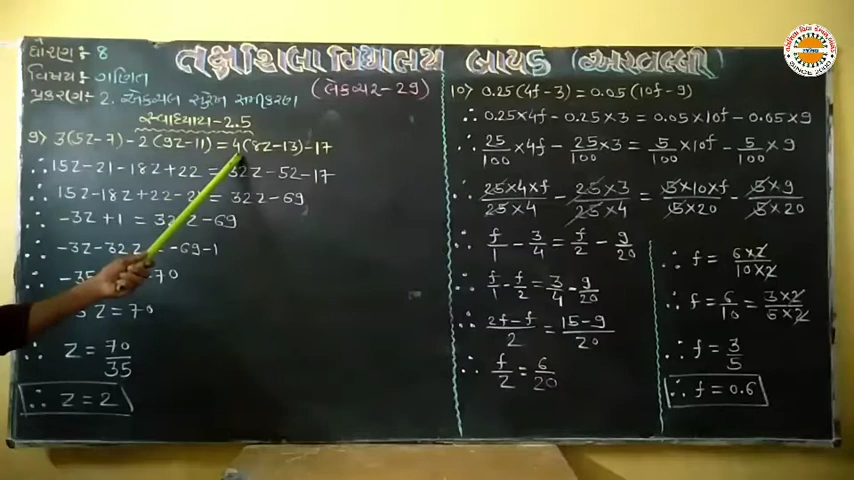 તક્ષશિલા વિદ્યાલય બાયડ (અરવલ્લી)
ધોરણ :- 8
વિષય :- ગણિત
પ્રકરણ :- 2. એકચલ સુરેખ સમીકરણ
(લેક્ચર-29)
સ્વાધ્યાય-2.5
9> 3(5z-7)-2(9z-11)=4(8z-13)-17
∴ 15z-21-18z+22=32z-52-17
15z-18z+22-2 = 32z-69
∴ -3z+1=32z-69
∴ -3z-32z -69-1
∴ -35 70
5z=70
∴ z=70/35
∴ z=2
10> 0.25(4f-3)=0.05(10f-9)
∴ 0.25×4f-0.25×3=0.05×10f-0.05×9
∴ 25/100×4f-25/100×3=5/100×10f-5/100×9
∴ 25×4×f/25×4-25×3/25×4=5×10×f/5×20-5×9/5×20
∴ f/1-3/4=f/2-9/20
∴ f/1-f/2=3/4-9/20
∴ 2f-f/2=15-9/20
∴ f/2=6/20
∴ f=6×2/10×2
∴ f=6/10=3×2/5×2
∴ f=3/5
∴ f=0.6